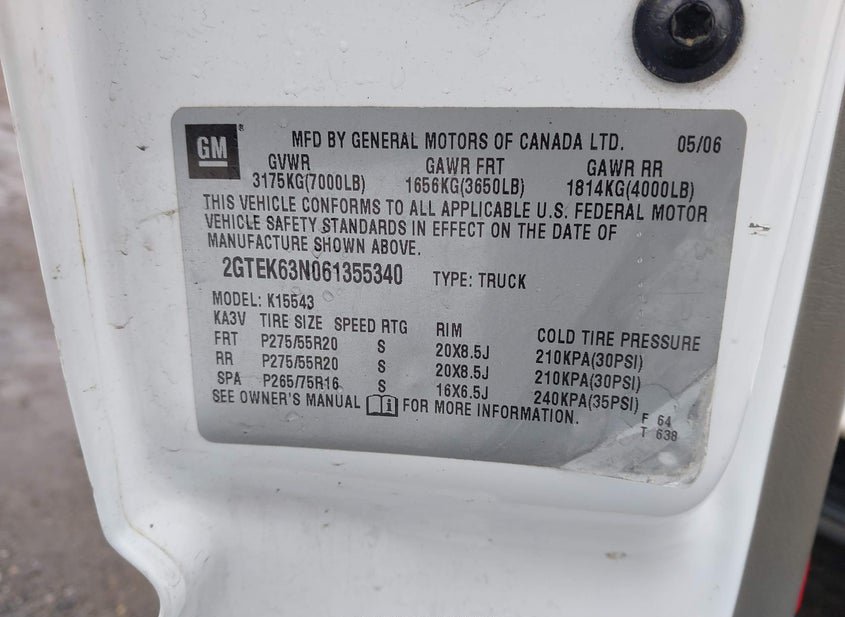 GM ® MFD BY GENERAL MOTORS OF CANADA LTD. 05/06
GVWR GAWR FRT GAWR RR
3175KG(7000LB) 1656KG(3650LB) 1814KG(4000LB)
THIS VEHICLE CONFORMS TO ALL APPLICABLE U.S. FEDERAL MOTOR
VEHICLE SAFETY STANDARDS IN EFFECT ON THE DATE OF
MANUFACTURE SHOWN ABOVE.
2GTEK63N061355340 TYPE: TRUCK
MODEL: K15543
KA3V TIRE SIZE SPEED RTG RIM COLD TIRE PRESSURE
FRT P275/55R20 S 20X8.5J 210KPA(30PSI)
RR P275/55R20 S 20X8.5J 210KPA(30PSI)
SPA P265/75R16 S 16X6.5J 240KPA(35PSI)
SEE OWNER'S MANUAL i FOR MORE INFORMATION.
F 64
T 638